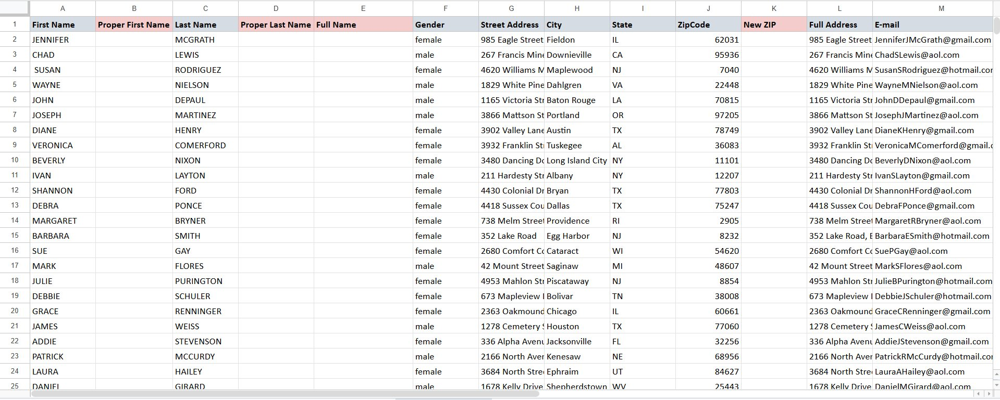 A B C D E F G H I J K L M
1 First Name Proper First Name Last Name Proper Last Name Full Name Gender Street Address City State ZipCode New ZIP Full Address E-mail
2 JENNIFER MCGRATH female 985 Eagle Street Fieldon IL 62031 985 Eagle Street JenniferJMcGrath@gmail.com
3 CHAD LEWIS male 267 Francis Mine Downieville CA 95936 267 Francis Mine ChadSLewis@aol.com
4 SUSAN RODRIGUEZ female 4620 Williams M Maplewood NJ 7040 4620 Williams M SusanSRodriguez@hotmail.cor
5 WAYNE NIELSON male 1829 White Pine Dahlgren VA 22448 1829 White Pine WayneMNielson@aol.com
6 JOHN DEPAUL male 1165 Victoria Str Baton Rouge LA 70815 1165 Victoria Str JohnDDepaul@gmail.com
7 JOSEPH MARTINEZ male 3866 Mattson St Portland OR 97205 3866 Mattson St JosephJMartinez@aol.com
8 DIANE HENRY female 3902 Valley Lane Austin TX 78749 3902 Valley Lane DianeKHenry@gmail.com
9 VERONICA COMERFORD female 3932 Franklin Str Tuskegee AL 36083 3932 Franklin Str VeronicaMComerford@gmail.c
10 BEVERLY NIXON female 3480 Dancing Do Long Island City NY 11101 3480 Dancing Do BeverlyDNixon@aol.com
11 IVAN LAYTON male 211 Hardesty Str Albany NY 12207 211 Hardesty Str IvanSLayton@gmail.com
12 SHANNON FORD female 4430 Colonial Dr Bryan TX 77803 4430 Colonial Dr ShannonHFord@aol.com
13 DEBRA PONCE female 4418 Sussex Cou Dallas TX 75247 4418 Sussex Cou DebraFPonce@gmail.com
14 MARGARET BRYNER female 738 Melm Street Providence RI 2905 738 Melm Street MargaretRBryner@aol.com
15 BARBARA SMITH female 352 Lake Road Egg Harbor NJ 8232 352 Lake Road, E BarbaraESmith@hotmail.com
16 SUE GAY female 2680 Comfort Co Cataract WI 54620 2680 Comfort Co SuePGay@aol.com
17 MARK FLORES male 42 Mount Street Saginaw MI 48607 42 Mount Street MarkSFlores@aol.com
18 JULIE PURINGTON female 4953 Mahlon Str Piscataway NJ 8854 4953 Mahlon Str JulieBPurington@hotmail.com
19 DEBBIE SCHULER female 673 Mapleview Bolivar TN 38008 673 Mapleview DebbieJSchuler@hotmail.com
20 GRACE RENNINGER female 2363 Oakmound Chicago IL 60661 2363 Oakmound GraceCRenninger@gmail.com
21 JAMES WEISS male 1278 Cemetery S Houston TX 77060 1278 Cemetery S JamesCWeiss@aol.com
22 ADDIE STEVENSON female 336 Alpha Avenu Jacksonville FL 32256 336 Alpha Avenu AddieJStevenson@gmail.com
23 PATRICK MCCURDY male 2166 North Aver Kenesaw NE 68956 2166 North Aver PatrickRMcCurdy@hotmail.cor
24 LAURA HAILEY female 3684 North Stree Ephraim UT 84627 3684 North Stree LauraAHailey@aol.com
25 DANIEL GIRARD male 1678 Kelly Drive Shepherdstown WV 25443 1678 Kelly Drive DanielMGirard@aol.com